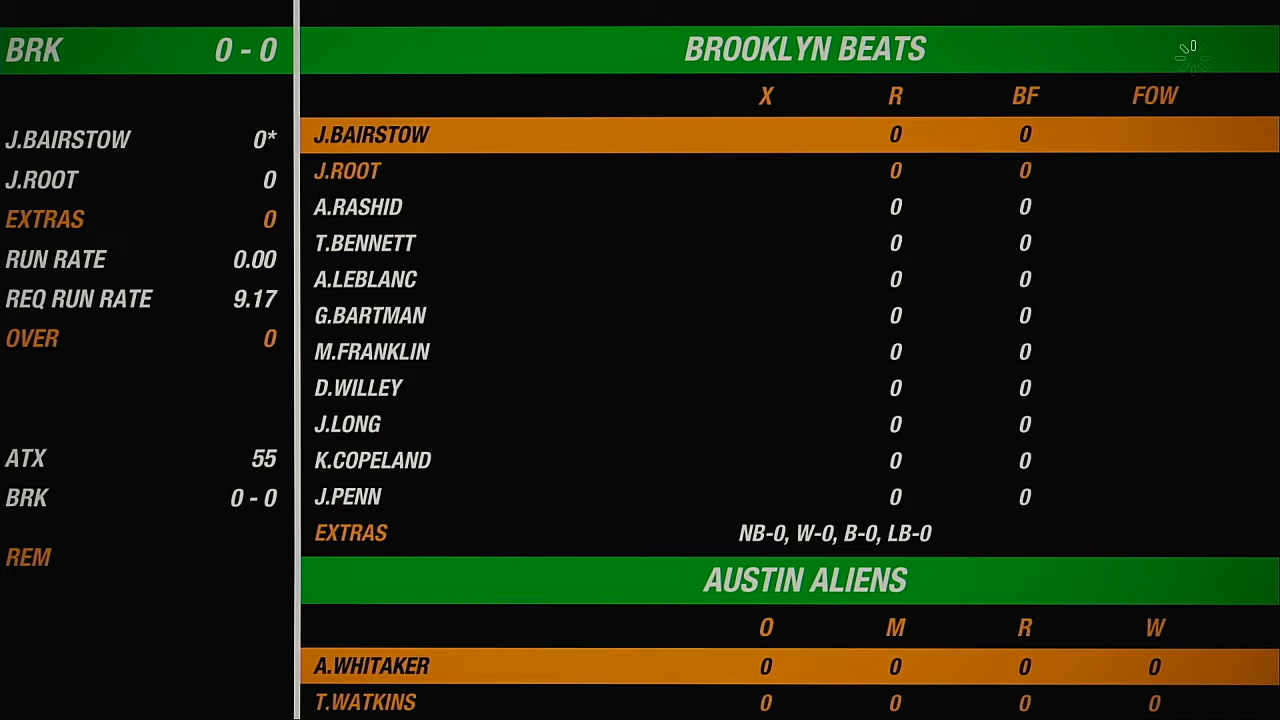 BRK 0 - 0
J.BAIRSTOW 0*
J.ROOT 0
EXTRAS 0
RUN RATE 0.00
REQ RUN RATE 9.17
OVER 0
ATX 55
BRK 0 - 0
REM
BROOKLYN BEATS
X R BF FOW
J.BAIRSTOW 0 0
J.ROOT 0 0
A.RASHID 0 0
T.BENNETT 0 0
A.LEBLANC 0 0
G.BARTMAN 0 0
M.FRANKLIN 0 0
D.WILLEY 0 0
J.LONG 0 0
K.COPELAND 0 0
J.PENN 0 0
EXTRAS NB-0, W-0, B-0, LB-0
AUSTIN ALIENS
O M R W
A.WHITAKER 0 0 0 0
T.WATKINS 0 0 0 0